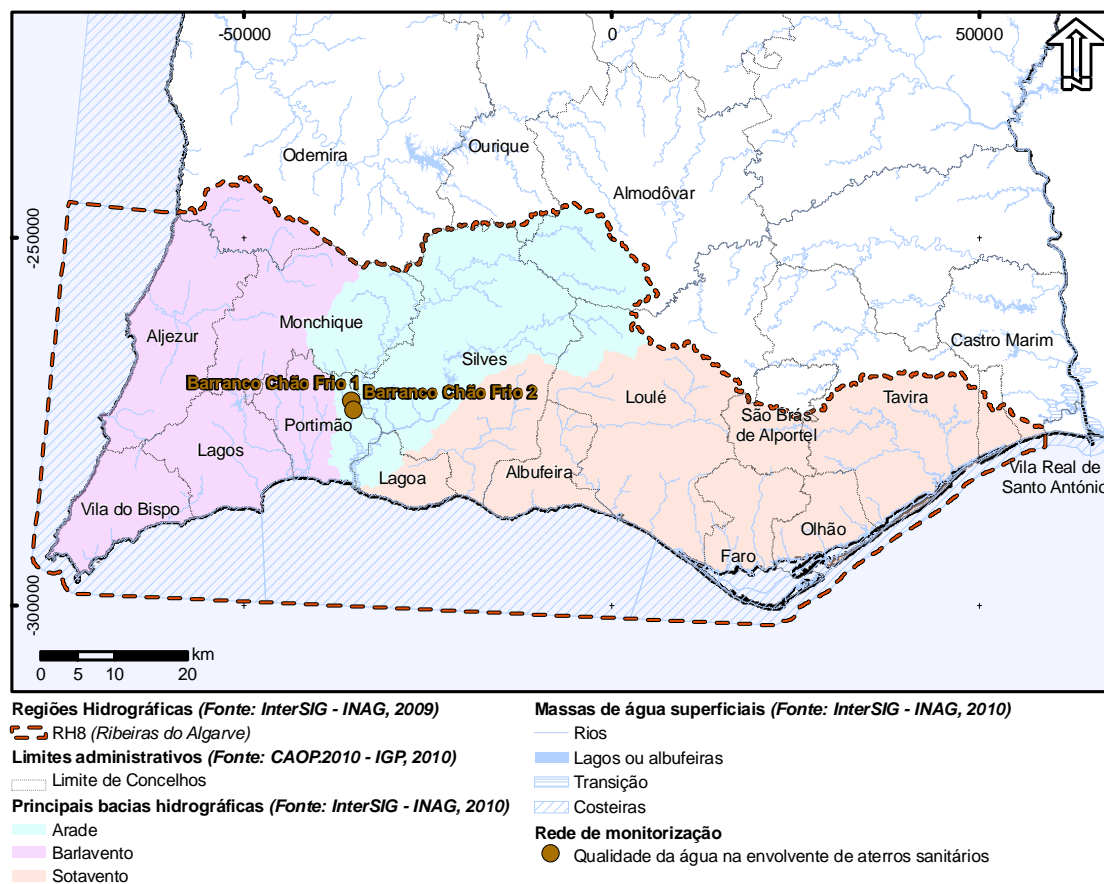 -50000
0
50000
N
Odemira
Ourique
Almodôvar
-250000
Aljezur
Monchique
Castro Marim
Silves
Barranco Chão Frio 1
Barranco Chão Frio 2
Loulé
Tavira
São Brás
de Alportel
Portimão
Lagos
Lagoa
Albufeira
Vila Real de
Santo António
Vila do Bispo
Olhão
Faro
-300000
km
0 5 10 20
Regiões Hidrográficas (Fonte: InterSIG - INAG, 2009)
RH8 (Ribeiras do Algarve)
Limites administrativos (Fonte: CAOP.2010 - IGP, 2010)
Limite de Concelhos
Principais bacias hidrográficas (Fonte: InterSIG - INAG, 2010)
Arade
Barlavento
Sotavento
Massas de água superficiais (Fonte: InterSIG - INAG, 2010)
Rios
Lagos ou albufeiras
Transição
Costeiras
Rede de monitorização
Qualidade da água na envolvente de aterros sanitários